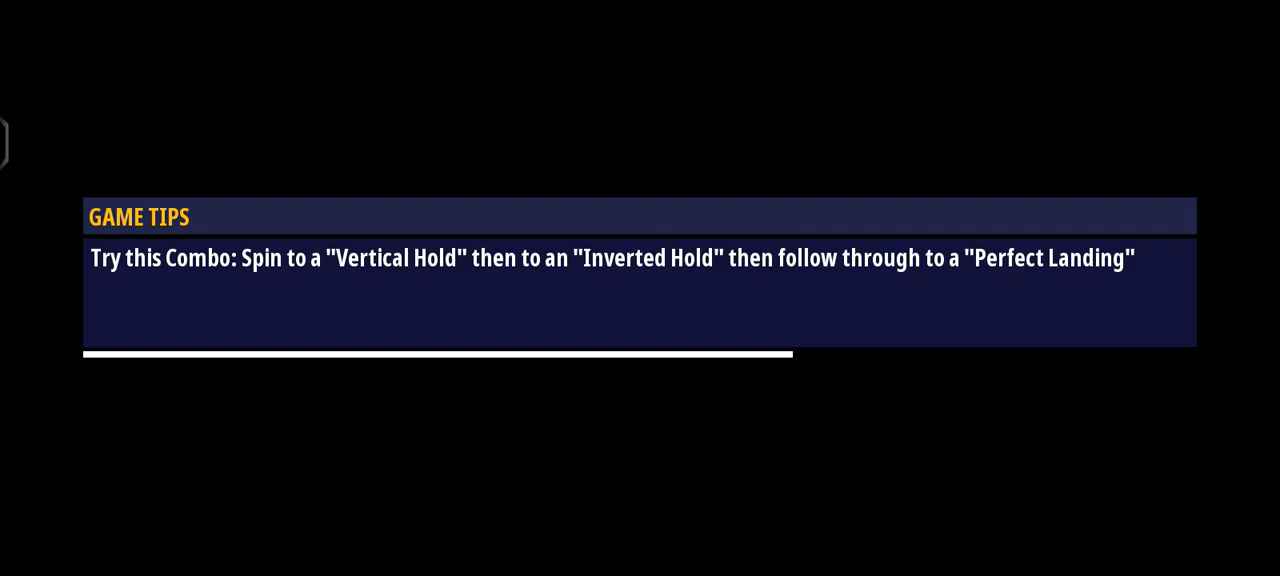 GAME TIPS
Try this Combo: Spin to a "Vertical Hold" then to an "Inverted Hold" then follow through to a "Perfect Landing"